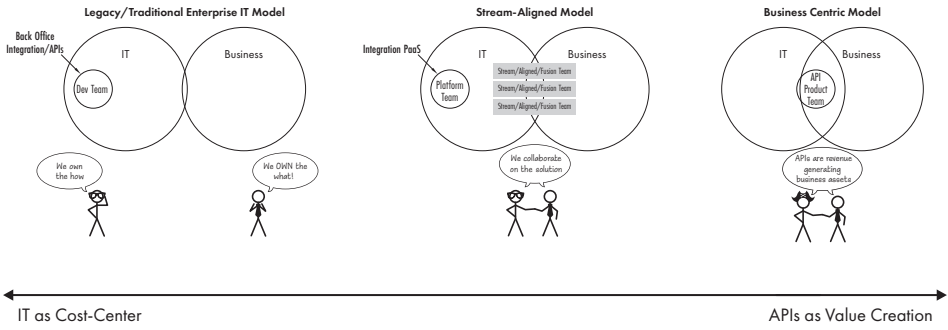 Legacy/Traditional Enterprise IT Model
Back Office
Integration/APIs
IT
Business
Dev Team
We own
the how
We OWN the
what!
Stream-Aligned Model
Integration PaaS
IT
Business
Platform
Team
Stream/Aligned/Fusion Team
Stream/Aligned/Fusion Team
Stream/Aligned/Fusion Team
We collaborate
on the solution
Business Centric Model
IT
Business
API
Product
Team
APIs are revenue
generating
business assets
IT as Cost-Center
APIs as Value Creation